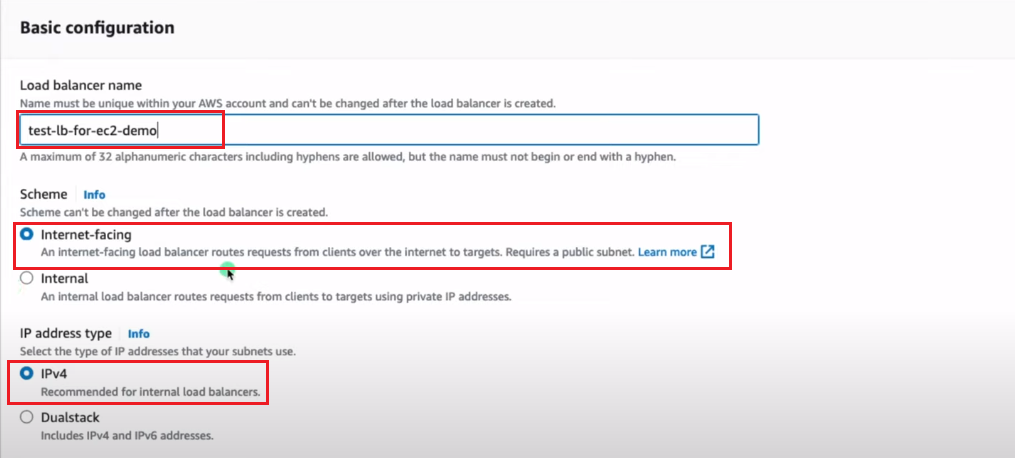 Basic configuration
Load balancer name
Name must be unique within your AWS account and can't be changed after the load balancer is created.
test-lb-for-ec2-demo
A maximum of 32 alphanumeric characters including hyphens are allowed, but the name must not begin or end with a hyphen.
Scheme Info
Scheme can't be changed after the load balancer is created.
Internet-facing
An internet-facing load balancer routes requests from clients over the internet to targets. Requires a public subnet. Learn more
Internal
An internal load balancer routes requests from clients to targets using private IP addresses.
IP address type Info
Select the type of IP addresses that your subnets use.
IPv4
Recommended for internal load balancers.
Dualstack
Includes IPv4 and IPv6 addresses.